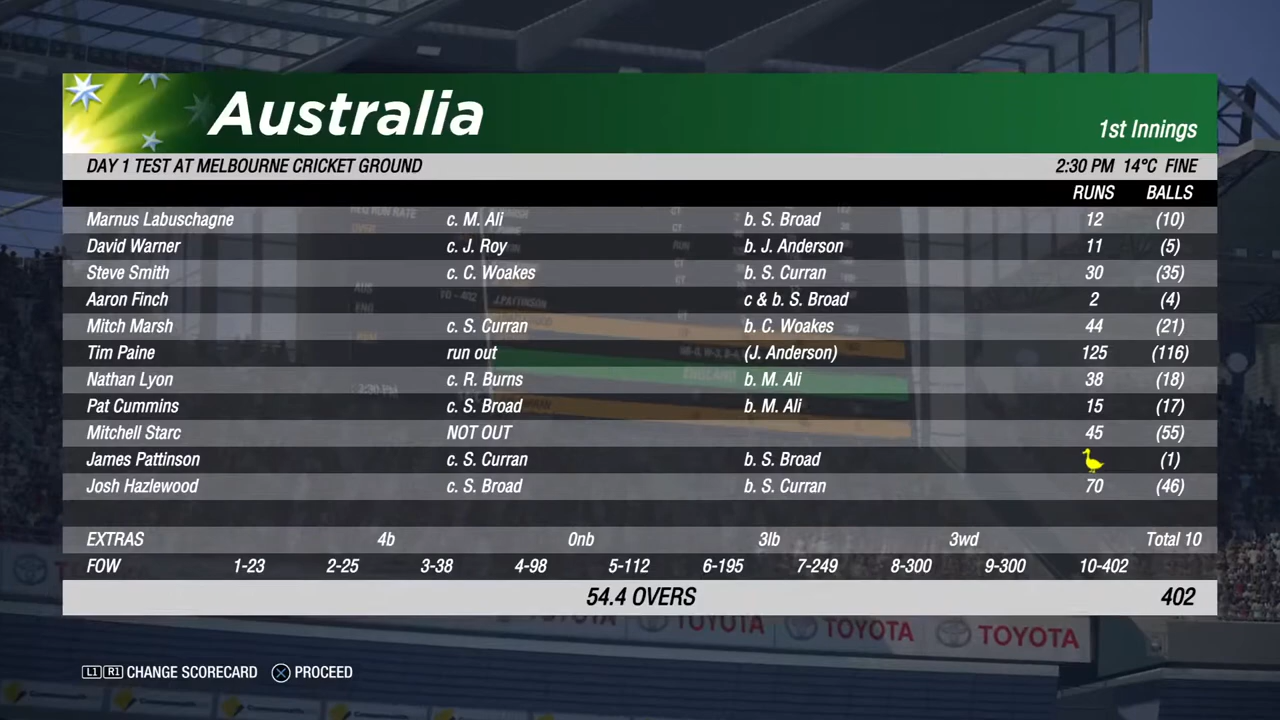 Australia
1st Innings
DAY 1 TEST AT MELBOURNE CRICKET GROUND 2:30 PM 14°C FINE
RUNS BALLS
Marnus Labuschagne c. M. Ali b. S. Broad 12 (10)
David Warner c. J. Roy b. J. Anderson 11 (5)
Steve Smith c. C. Woakes b. S. Curran 30 (35)
Aaron Finch c & b. S. Broad 2 (4)
Mitch Marsh c. S. Curran b. C. Woakes 44 (21)
Tim Paine run out (J. Anderson) 125 (116)
Nathan Lyon c. R. Burns b. M. Ali 38 (18)
Pat Cummins c. S. Broad b. M. Ali 15 (17)
Mitchell Starc NOT OUT 45 (55)
James Pattinson c. S. Curran b. S. Broad (1)
Josh Hazlewood c. S. Broad b. S. Curran 70 (46)
EXTRAS 4b 0nb 3lb 3wd Total 10
FOW 1-23 2-25 3-38 4-98 5-112 6-195 7-249 8-300 9-300 10-402
54.4 OVERS 402
TOYOTA TOYOTA TOYOTA TOYOTA
L1 R1 CHANGE SCORECARD PROCEED